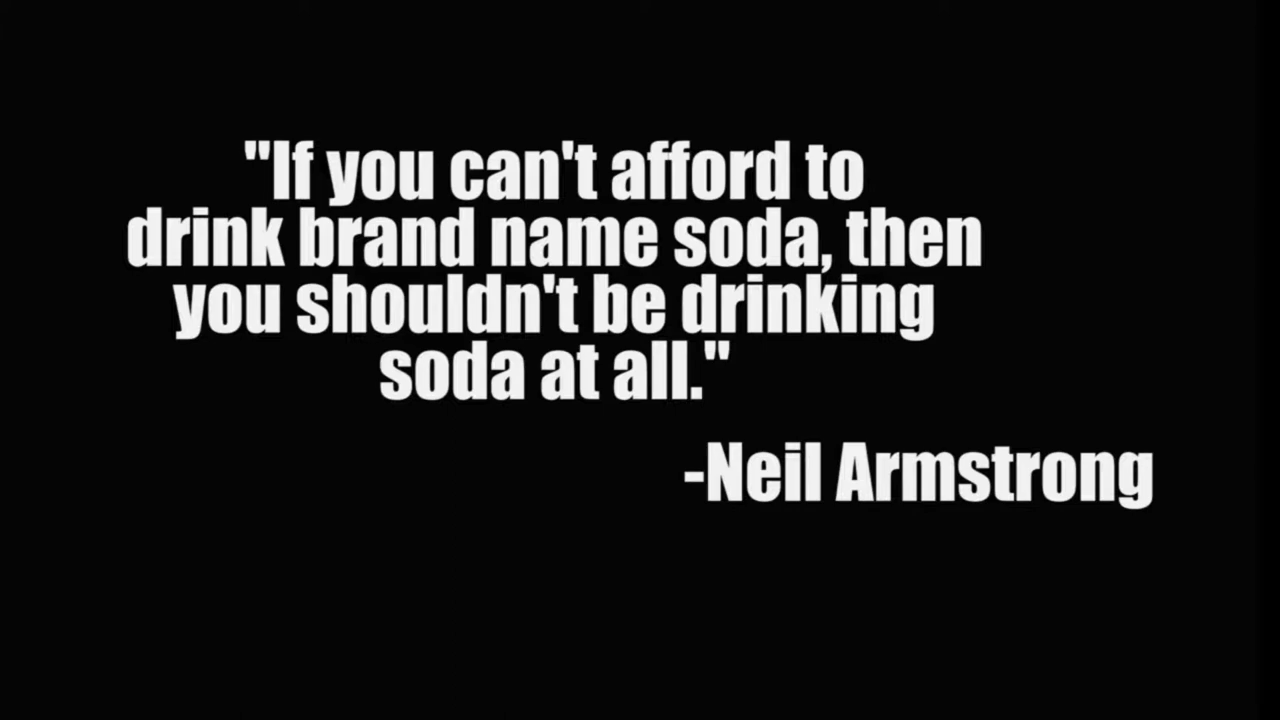 "If you can't afford to
drink brand name soda, then
you shouldn't be drinking
soda at all."
-Neil Armstrong